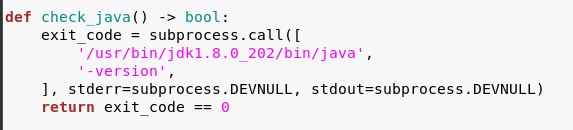 def check_java() -> bool:
    exit_code = subprocess.call([
        '/usr/bin/jdk1.8.0_202/bin/java',
        '-version',
    ], stderr=subprocess.DEVNULL, stdout=subprocess.DEVNULL)
    return exit_code == 0